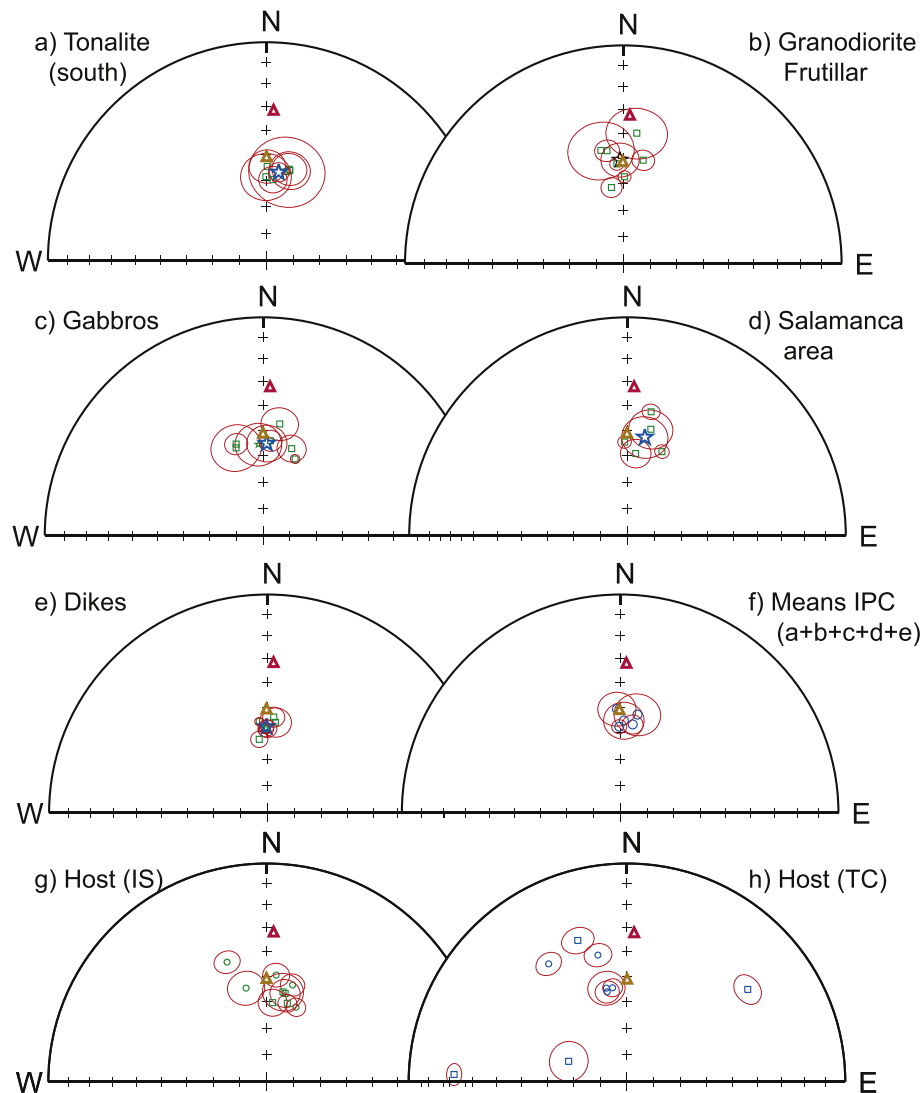 N
N
a) Tonalite
(south)
b) Granodiorite
Frutillar
W
E
N
N
c) Gabbros
d) Salamanca
area
W
E
N
N
e) Dikes
f) Means IPC
(a+b+c+d+e)
W
E
N
N
g) Host (IS)
h) Host (TC)
W
E